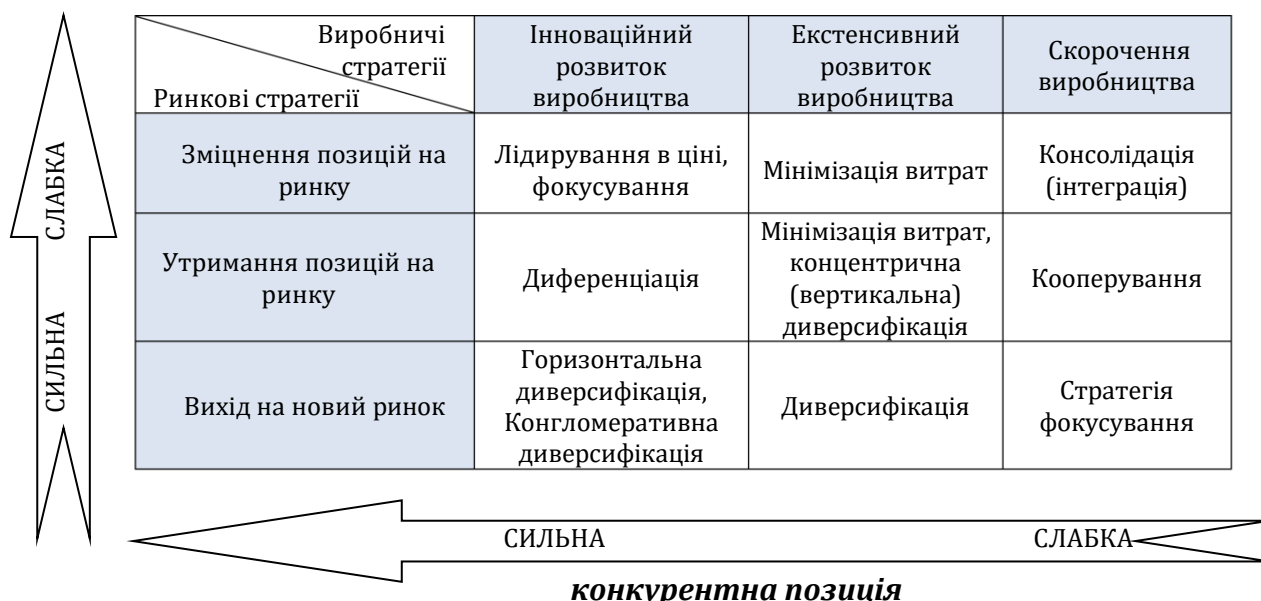 Виробничі
стратегії
Ринкові стратегії
Інноваційний
розвиток
виробництва
Екстенсивний
розвиток
виробництва
Скорочення
виробництва
Зміцнення позицій на
ринку
Лідирування в ціні,
фокусування
Мінімізація витрат
Консолідація
(інтеграція)
Утримання позицій на
ринку
Диференціація
Мінімізація витрат,
концентрична
(вертикальна)
диверсифікація
Кооперування
Вихід на новий ринок
Горизонтальна
диверсифікація,
Конгломеративна
диверсифікація
Диверсифікація
Стратегія
фокусування
СЛАБКА
СИЛЬНА
СИЛЬНА
СЛАБКА
конкурентна позиція